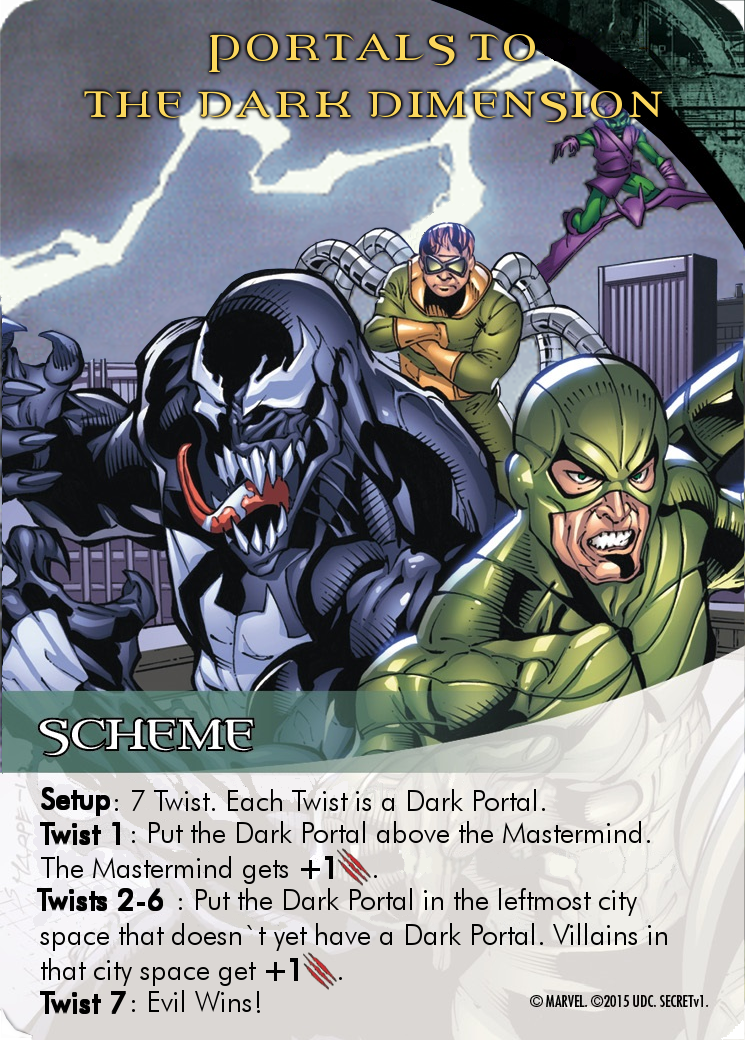 PORTALS TO
THE DARK DIMENSION
SCHEME
Setup: 7 Twist. Each Twist is a Dark Portal.
Twist 1: Put the Dark Portal above the Mastermind.
The Mastermind gets +1.
Twists 2-6 : Put the Dark Portal in the leftmost city
space that doesn`t yet have a Dark Portal. Villains in
that city space get +1.
Twist 7: Evil Wins!
© MARVEL. ©2015 UDC. SECRETv1.